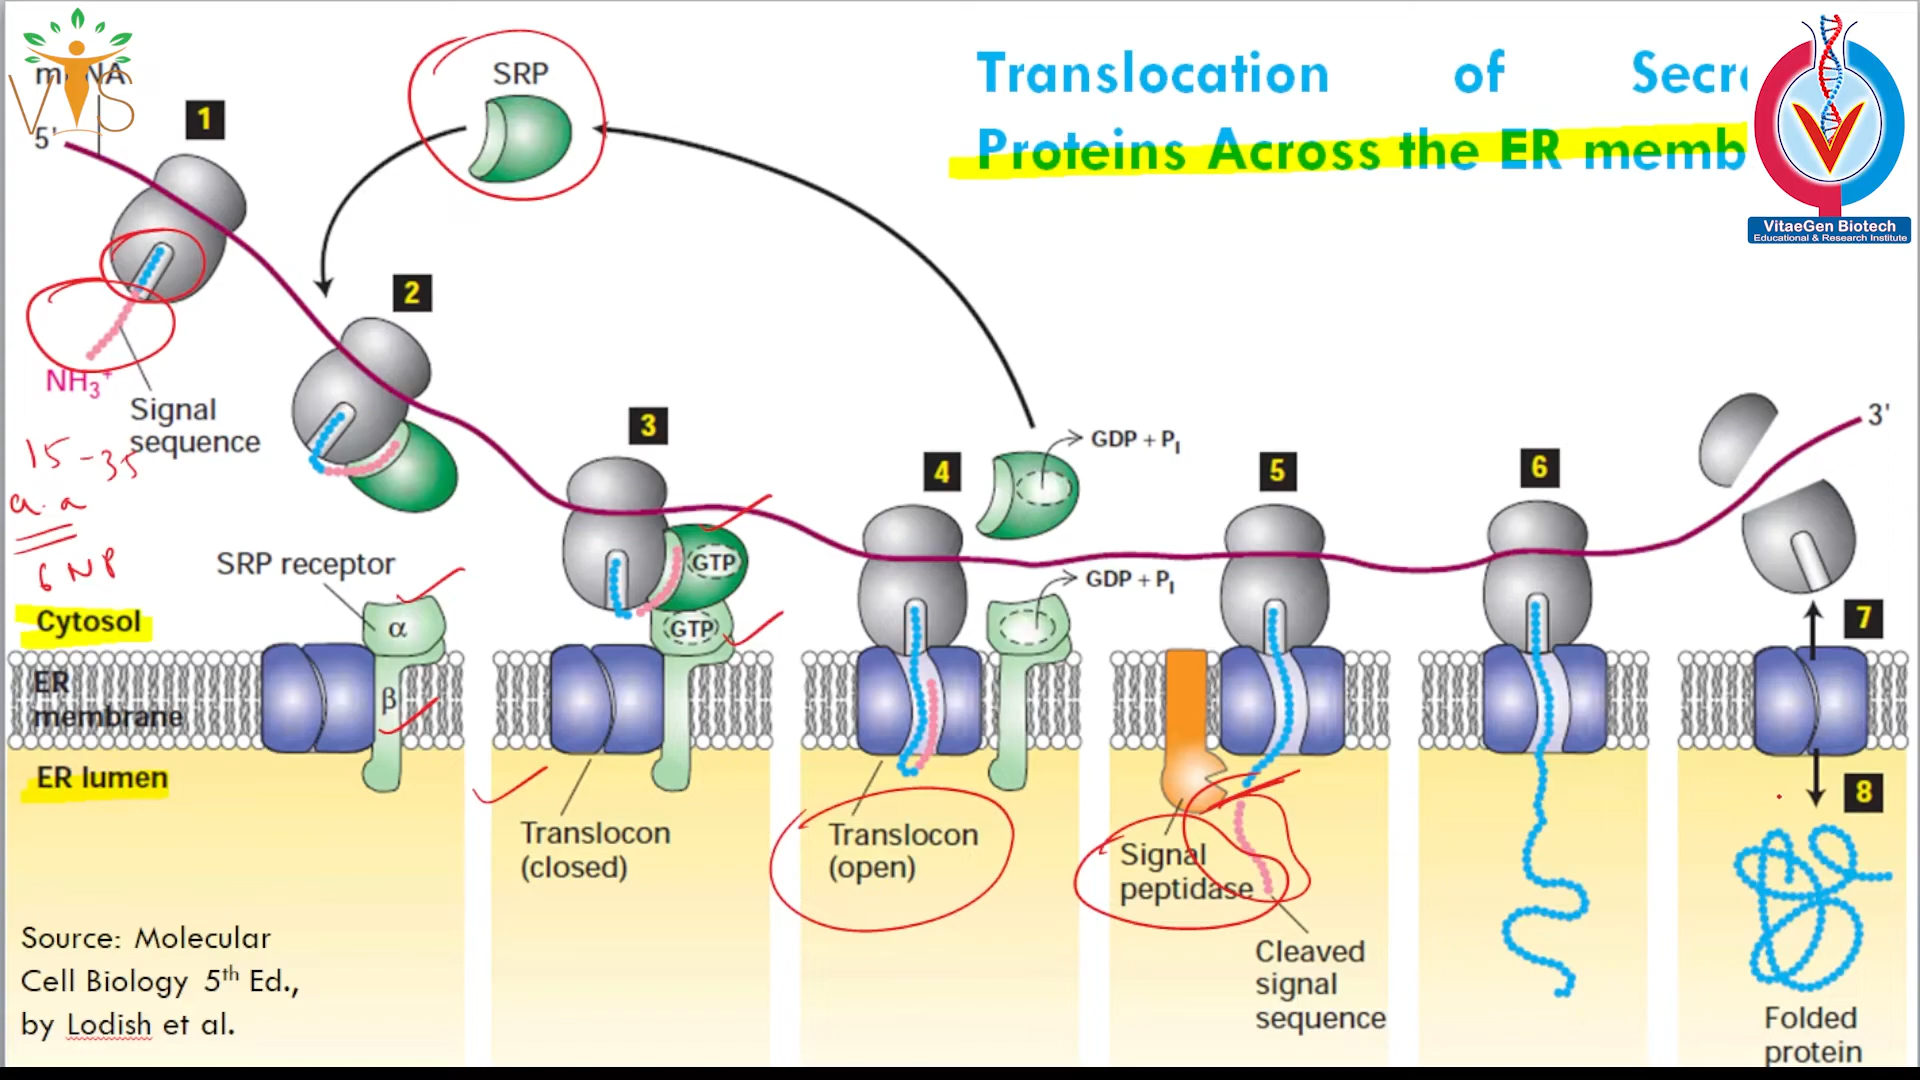 Translocation of Secr
Proteins Across the ER memb
VitaeGen Biotech
Educational & Research Institute
V S
5'
1
SRP
NH₃⁺
Signal
sequence
15-35
a.a
6 NP
2
SRP receptor
α
β
Cytosol
ER
membrane
ER lumen
3
GTP
GTP
Translocon
(closed)
4
GDP + Pᵢ
GDP + Pᵢ
Translocon
(open)
5
Signal
peptidase
Cleaved
signal
sequence
6
3'
7
8
Folded
protein
Source: Molecular
Cell Biology 5ᵗʰ Ed.,
by Lodish et al.